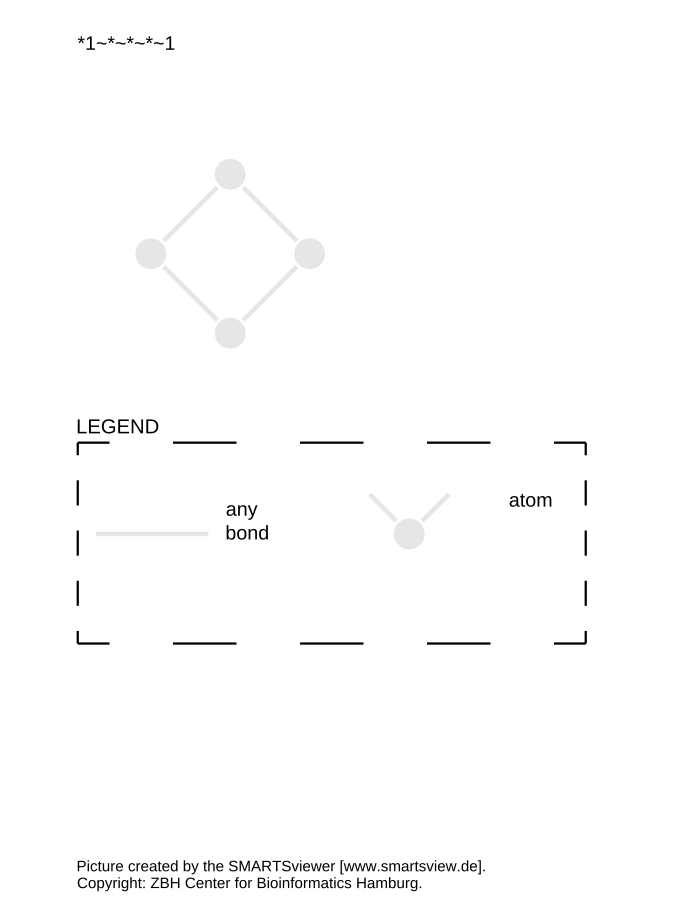 *1~*~*~*~1
LEGEND
any
bond
atom
Picture created by the SMARTSviewer [www.smartsview.de].
Copyright: ZBH Center for Bioinformatics Hamburg.